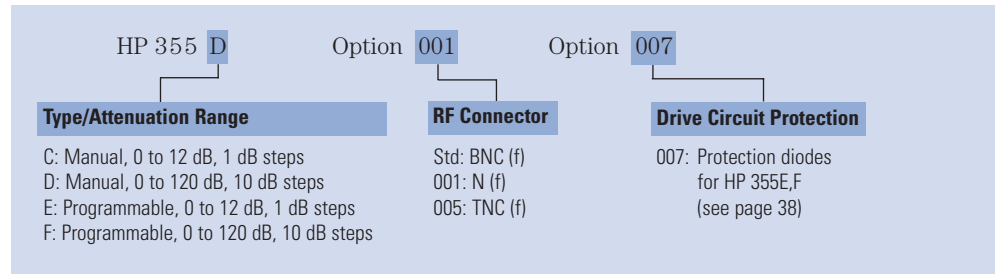 HP 355 D Option 001 Option 007
Type/Attenuation Range
C: Manual, 0 to 12 dB, 1 dB steps
D: Manual, 0 to 120 dB, 10 dB steps
E: Programmable, 0 to 12 dB, 1 dB steps
F: Programmable, 0 to 120 dB, 10 dB steps
RF Connector
Std: BNC (f)
001: N (f)
005: TNC (f)
Drive Circuit Protection
007: Protection diodes
for HP 355E,F
(see page 38)